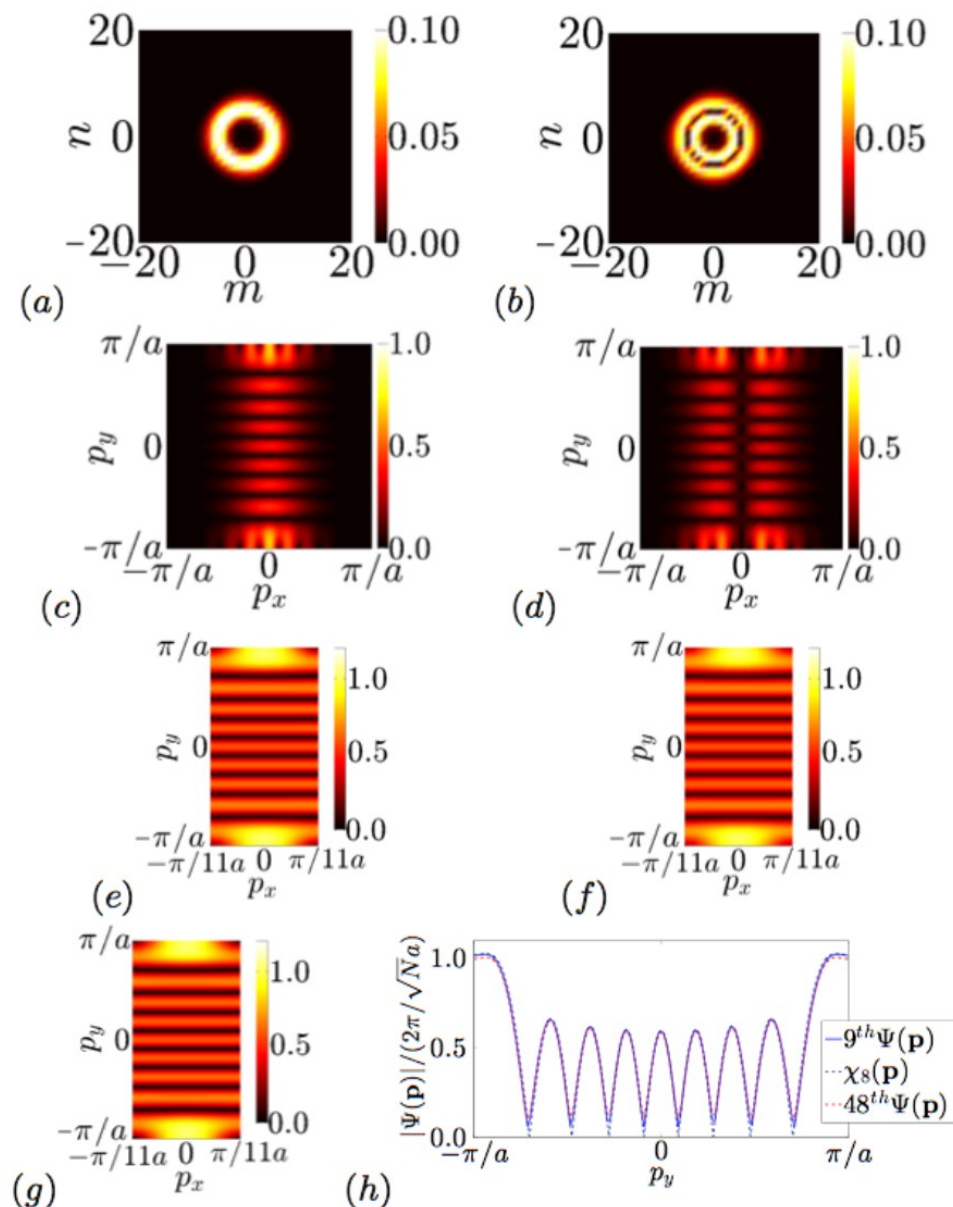 20
0.10
n
0
0.05
−20
0.00
−20
0
20
m
(a)
20
0.10
n
0
0.05
−20
0.00
−20
0
20
m
(b)
π/a
1.0
p_y
0
0.5
-π/a
0.0
−π/a
0
π/a
p_x
(c)
π/a
1.0
p_y
0
0.5
-π/a
0.0
−π/a
0
π/a
p_x
(d)
π/a
1.0
p_y
0
0.5
−π/a
0.0
−π/11a 0 π/11a
p_x
(e)
π/a
1.0
p_y
0
0.5
−π/a
0.0
−π/11a 0 π/11a
p_x
(f)
π/a
1.0
p_y
0
0.5
−π/a
0.0
−π/11a 0 π/11a
p_x
(g)
|Ψ(p)|/(2π/√Na)
1.0
0.5
0.0
−π/a
0
π/a
p_y
9^{th}Ψ(p)
χ_8(p)
48^{th}Ψ(p)
(h)